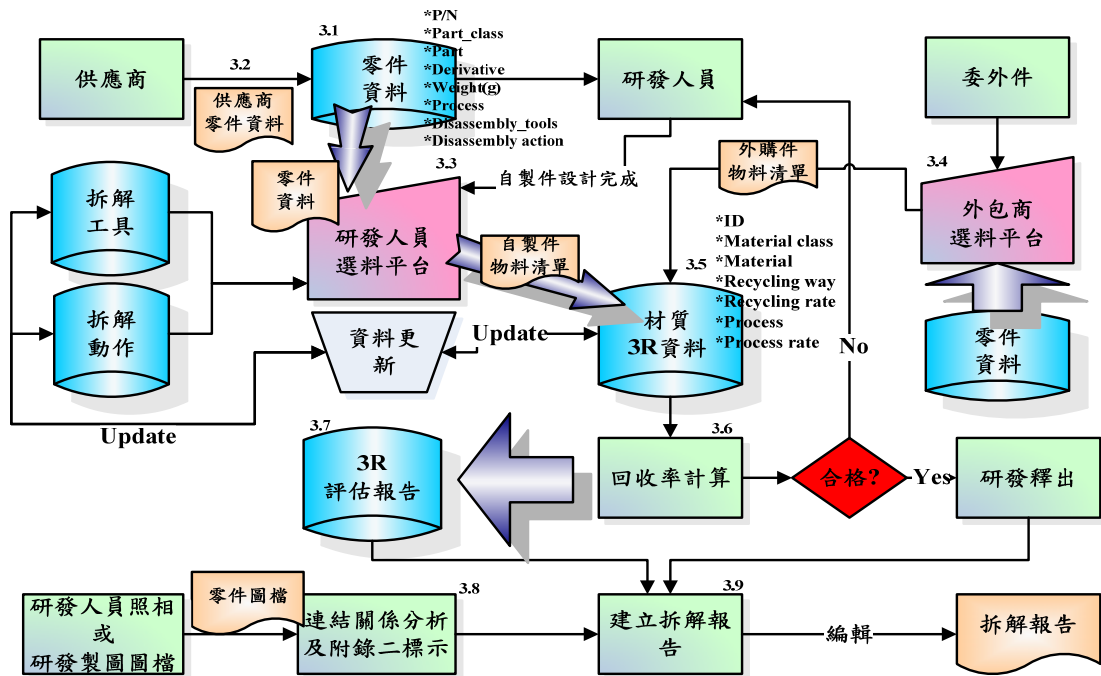 供應商
3.2
供應商
零件資料
3.1
零件
資料
*P/N
*Part_class
*Part
*Derivative
*Weight(g)
*Process
*Disassembly_tools
*Disassembly action
研發人員
委外件
拆解
工具
拆解
動作
零件
資料
3.3
研發人員
選料平台
自製件設計完成
自製件
物料清單
外購件
物料清單
3.4
外包商
選料平台
零件
資料
3.5
材質
3R資料
*ID
*Material class
*Material
*Recycling way
*Recycling rate
*Process
*Process rate
資料更
新
Update
Update
No
3.7
3R
評估報告
3.6
回收率計算
合格?
Yes
研發釋出
研發人員照相
或
研發製圖圖檔
零件圖檔
3.8
連結關係分析
及附錄二標示
3.9
建立拆解報
告
編輯
拆解報告